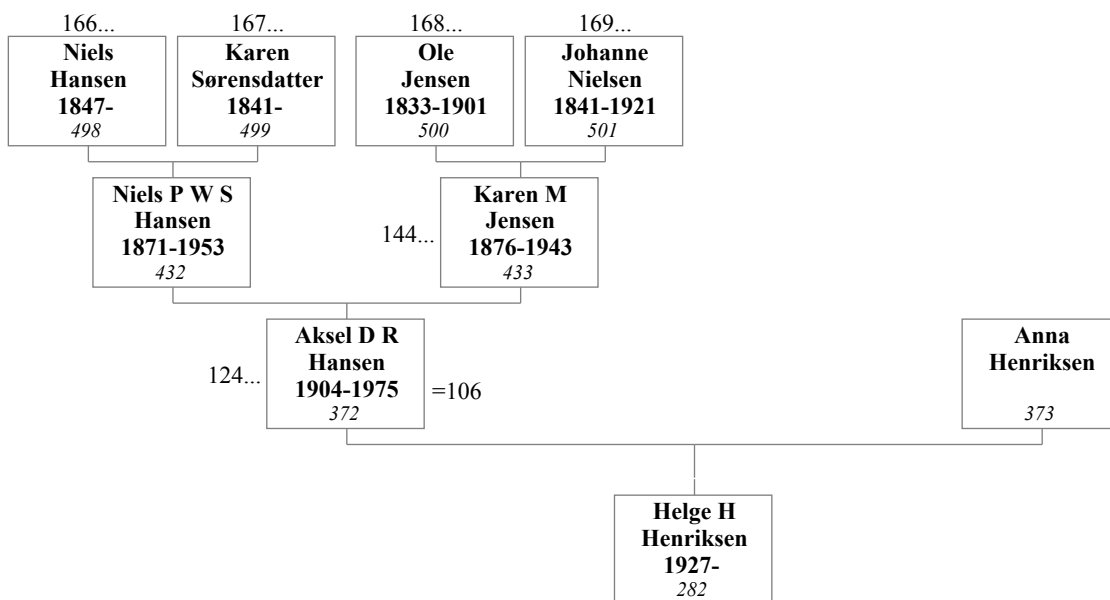 166...
167...
168...
169...
Niels
Hansen
1847-
498
Karen
Sørensdatter
1841-
499
Ole
Jensen
1833-1901
500
Johanne
Nielsen
1841-1921
501
Niels P W S
Hansen
1871-1953
432
144...
Karen M
Jensen
1876-1943
433
124...
Aksel D R
Hansen
1904-1975
372
=106
Anna
Henriksen
373
Helge H
Henriksen
1927-
282